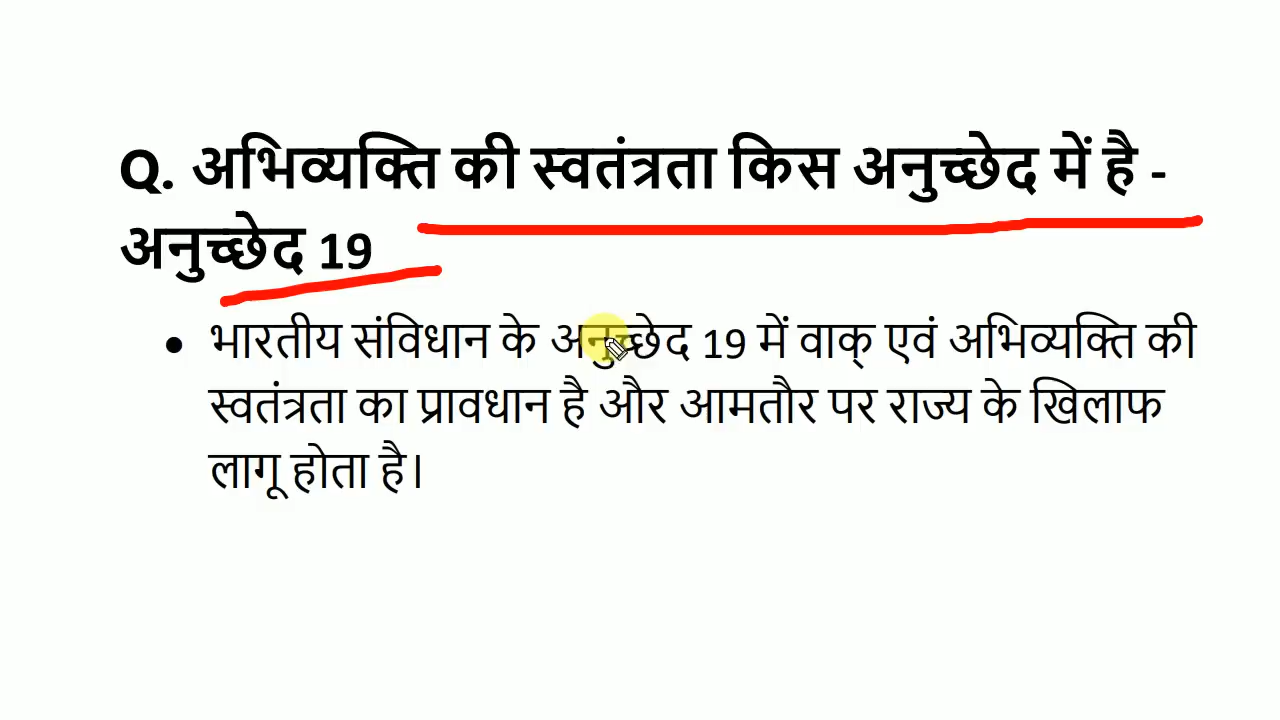 Q. अभिव्यक्ति की स्वतंत्रता किस अनुच्छेद में है -
अनुच्छेद 19
• भारतीय संविधान के अनुच्छेद 19 में वाक् एवं अभिव्यक्ति की
स्वतंत्रता का प्रावधान है और आमतौर पर राज्य के खिलाफ
लागू होता है।